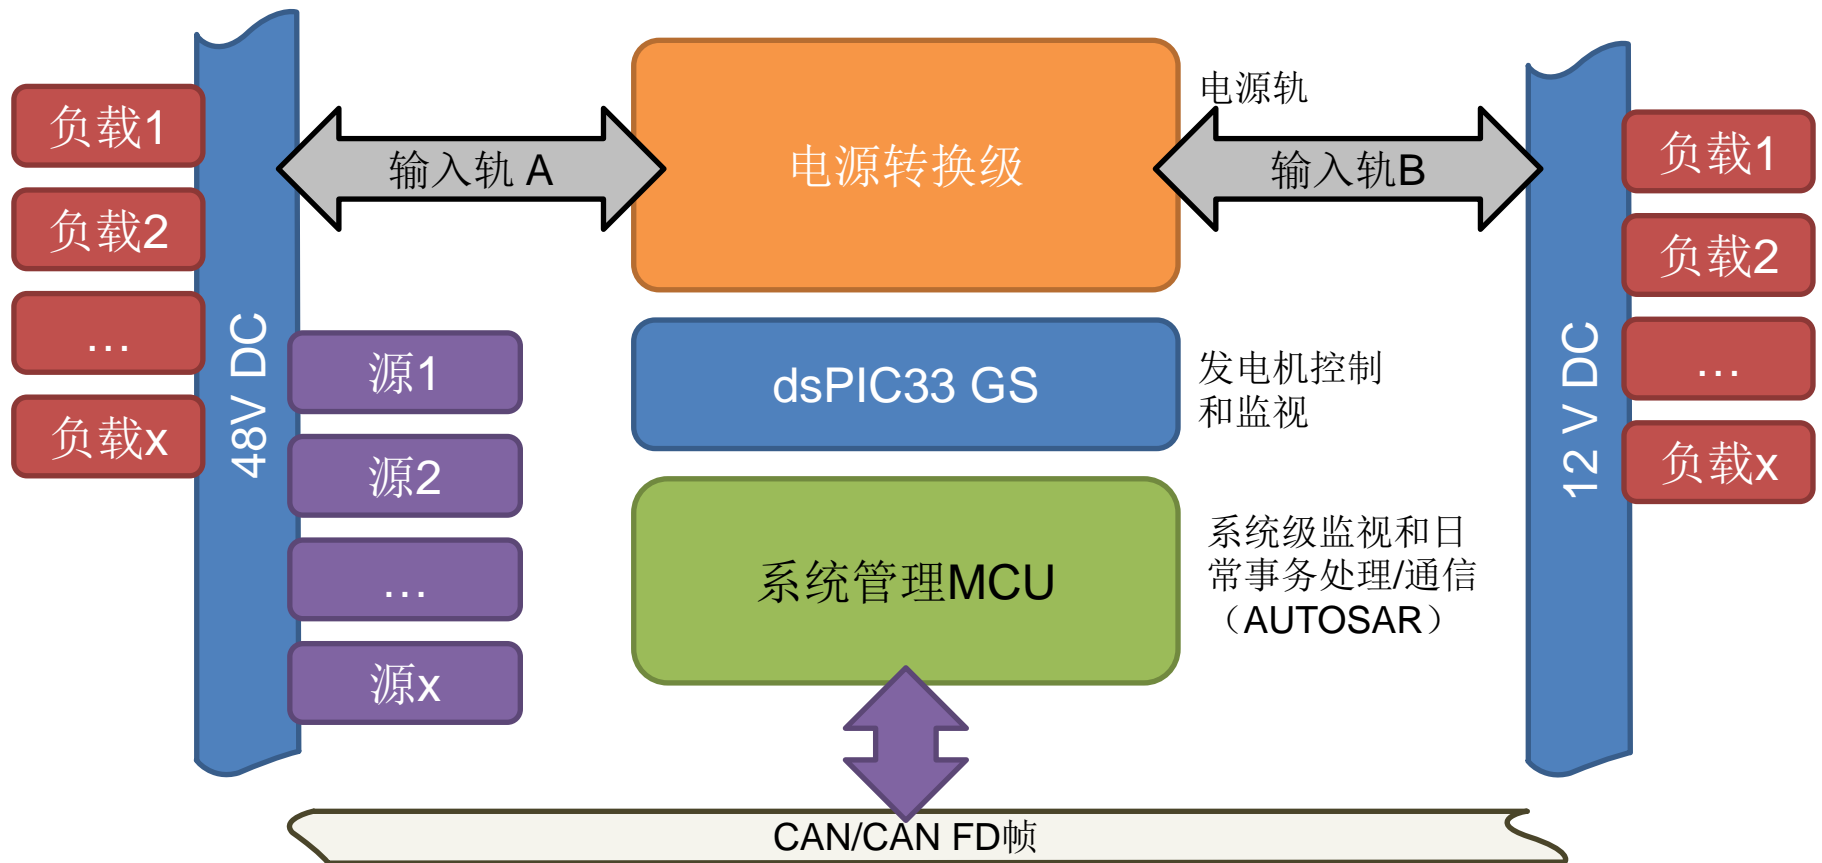 负载1
负载2
…
负载x
48V DC
源1
源2
…
源x
输入轨 A
电源转换级
电源轨
输入轨B
dsPIC33 GS
发电机控制
和监视
系统管理MCU
系统级监视和日
常事务处理/通信
（AUTOSAR）
12 V DC
负载1
负载2
…
负载x
CAN/CAN FD帧